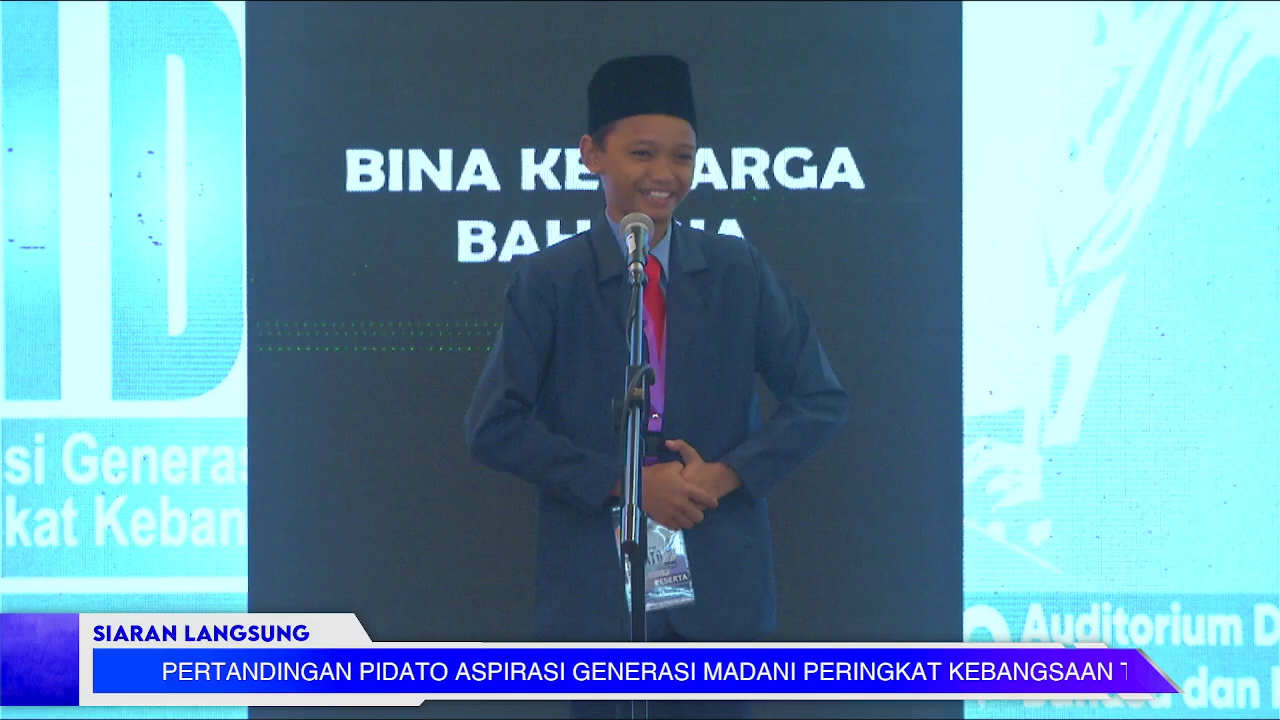 BINA KE ARGA
BAH
si Generas
kat Keban
PESERTA
Auditorium D
dan
SIARAN LANGSUNG
PERTANDINGAN PIDATO ASPIRASI GENERASI MADANI PERINGKAT KEBANGSAAN T